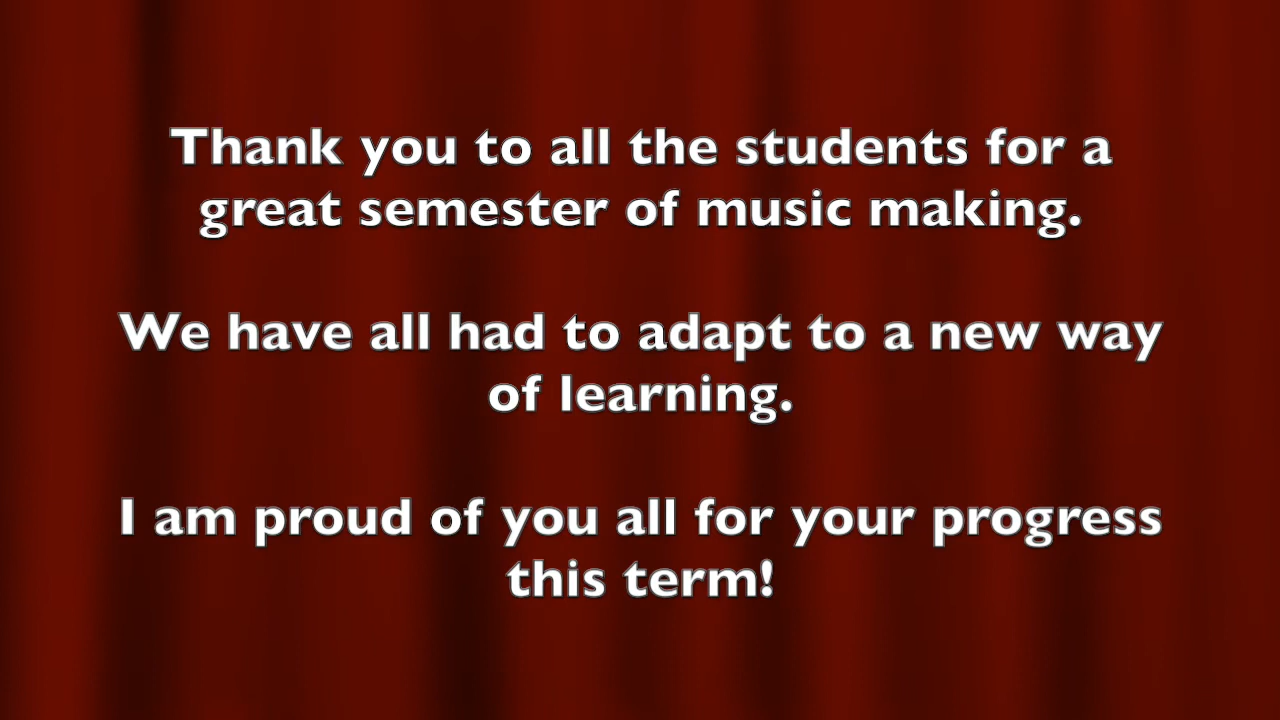 Thank you to all the students for a
great semester of music making.
We have all had to adapt to a new way
of learning.
I am proud of you all for your progress
this term!